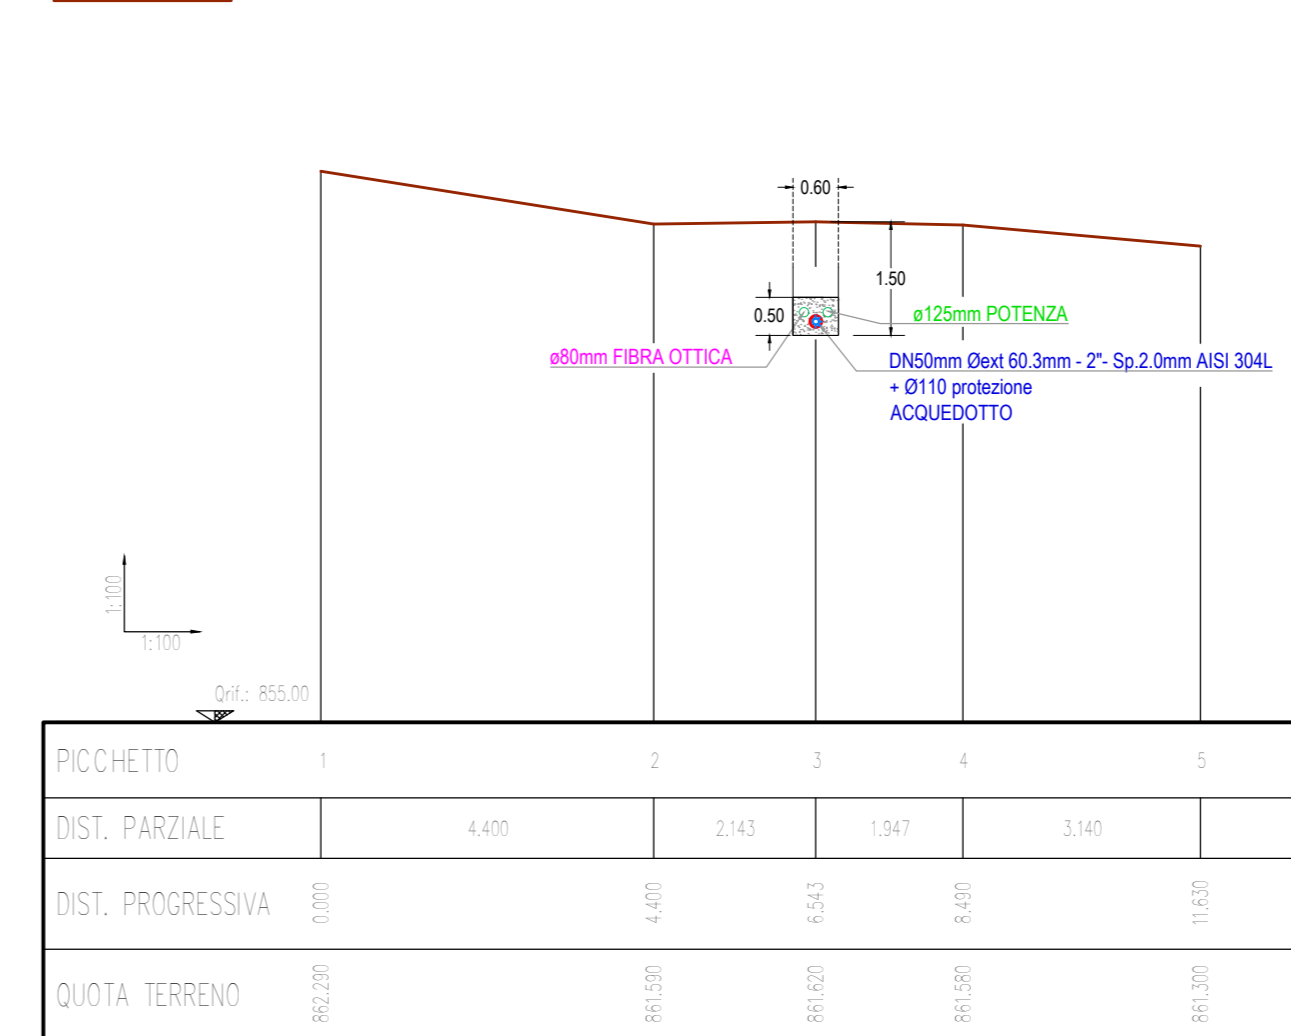 0.60
1.50
0.50
ø125mm POTENZA
ø80mm FIBRA OTTICA
DN50mm Øext 60.3mm - 2"- Sp.2.0mm AISI 304L
+ Ø110 protezione
ACQUEDOTTO
1:100
1:100
Qrif.: 855.00
PICCHETTO 1 2 3 4 5
DIST. PARZIALE 4.400 2.143 1.947 3.140
DIST. PROGRESSIVA 0.000 4.400 6.543 8.490 11.630
QUOTA TERRENO 862.290 861.590 861.620 861.580 861.300